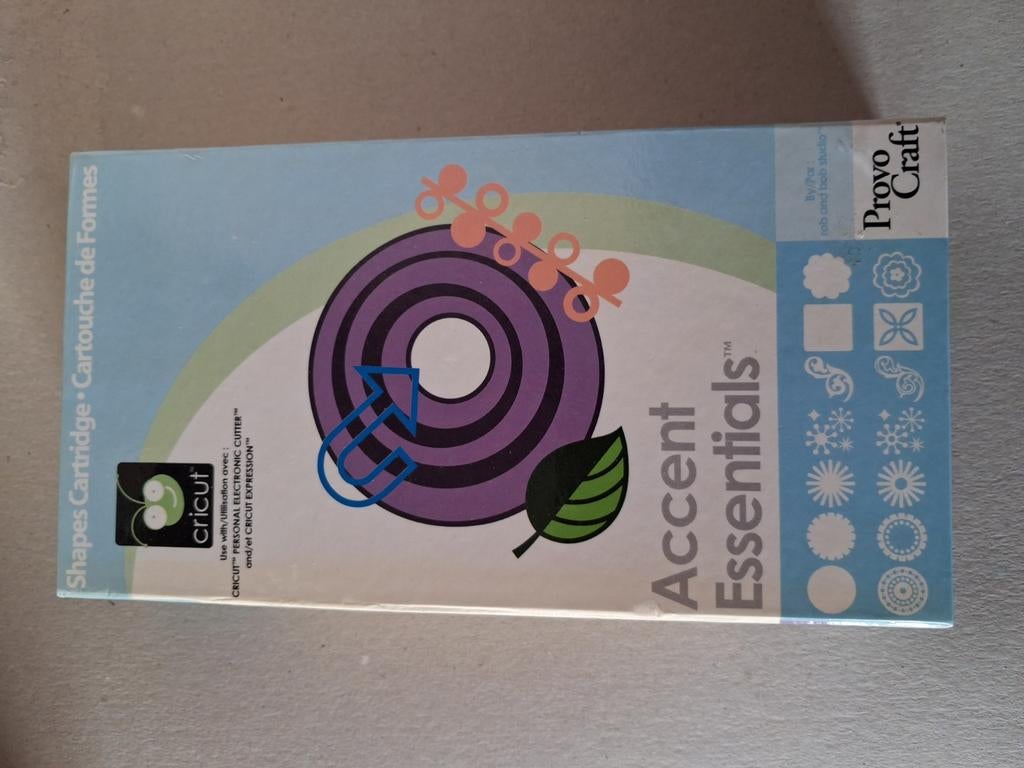 Shapes Cartridge • Cartouche de Formes
cricut™
Use with/Utilisation avec :
CRICUT™ PERSONAL ELECTRONIC CUTTER™
and/et CRICUT EXPRESSION™
Accent
Essentials™
By/Par :
rob and bob studio™
Provo
Craft®